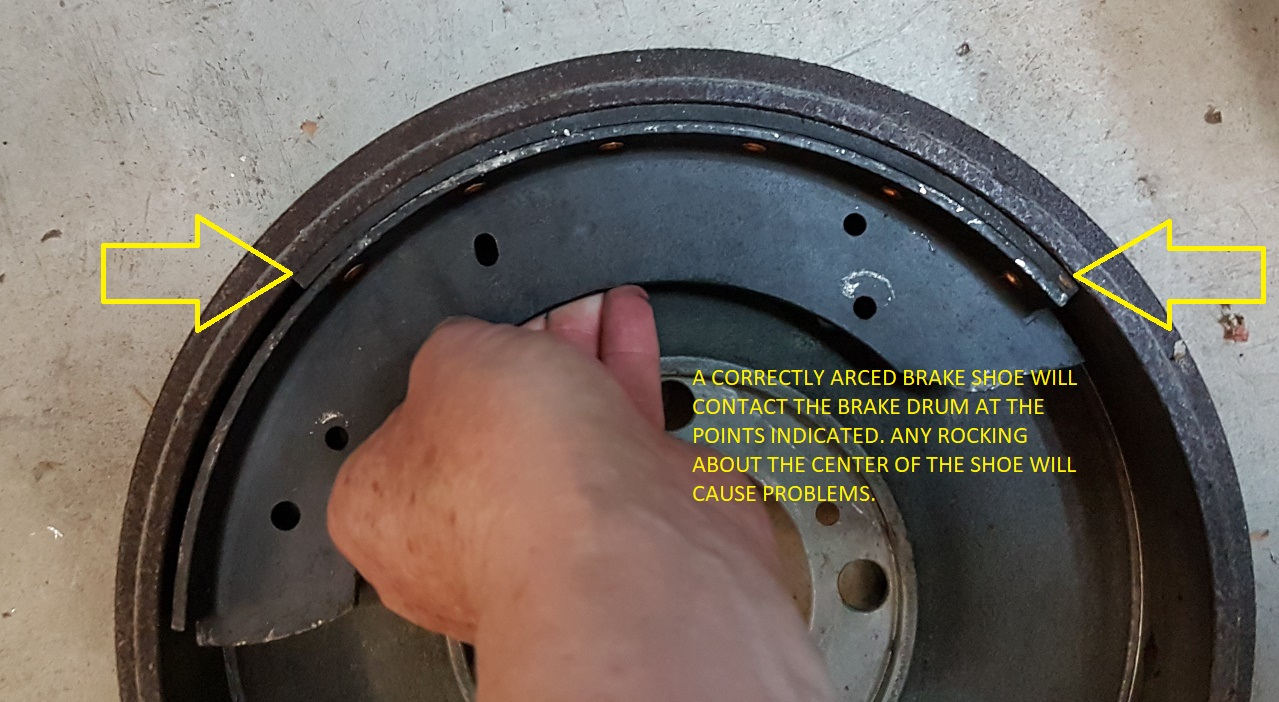 A CORRECTLY ARCED BRAKE SHOE WILL
CONTACT THE BRAKE DRUM AT THE
POINTS INDICATED. ANY ROCKING
ABOUT THE CENTER OF THE SHOE WILL
CAUSE PROBLEMS.